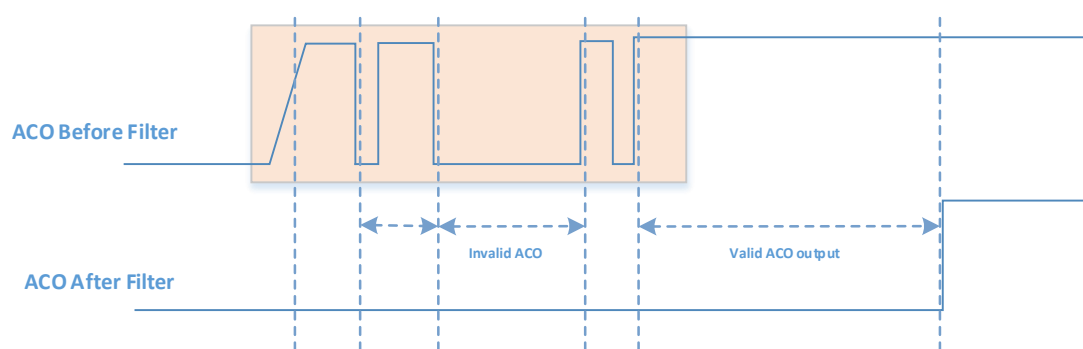 ACO Before Filter
Invalid ACO
Valid ACO output
ACO After Filter